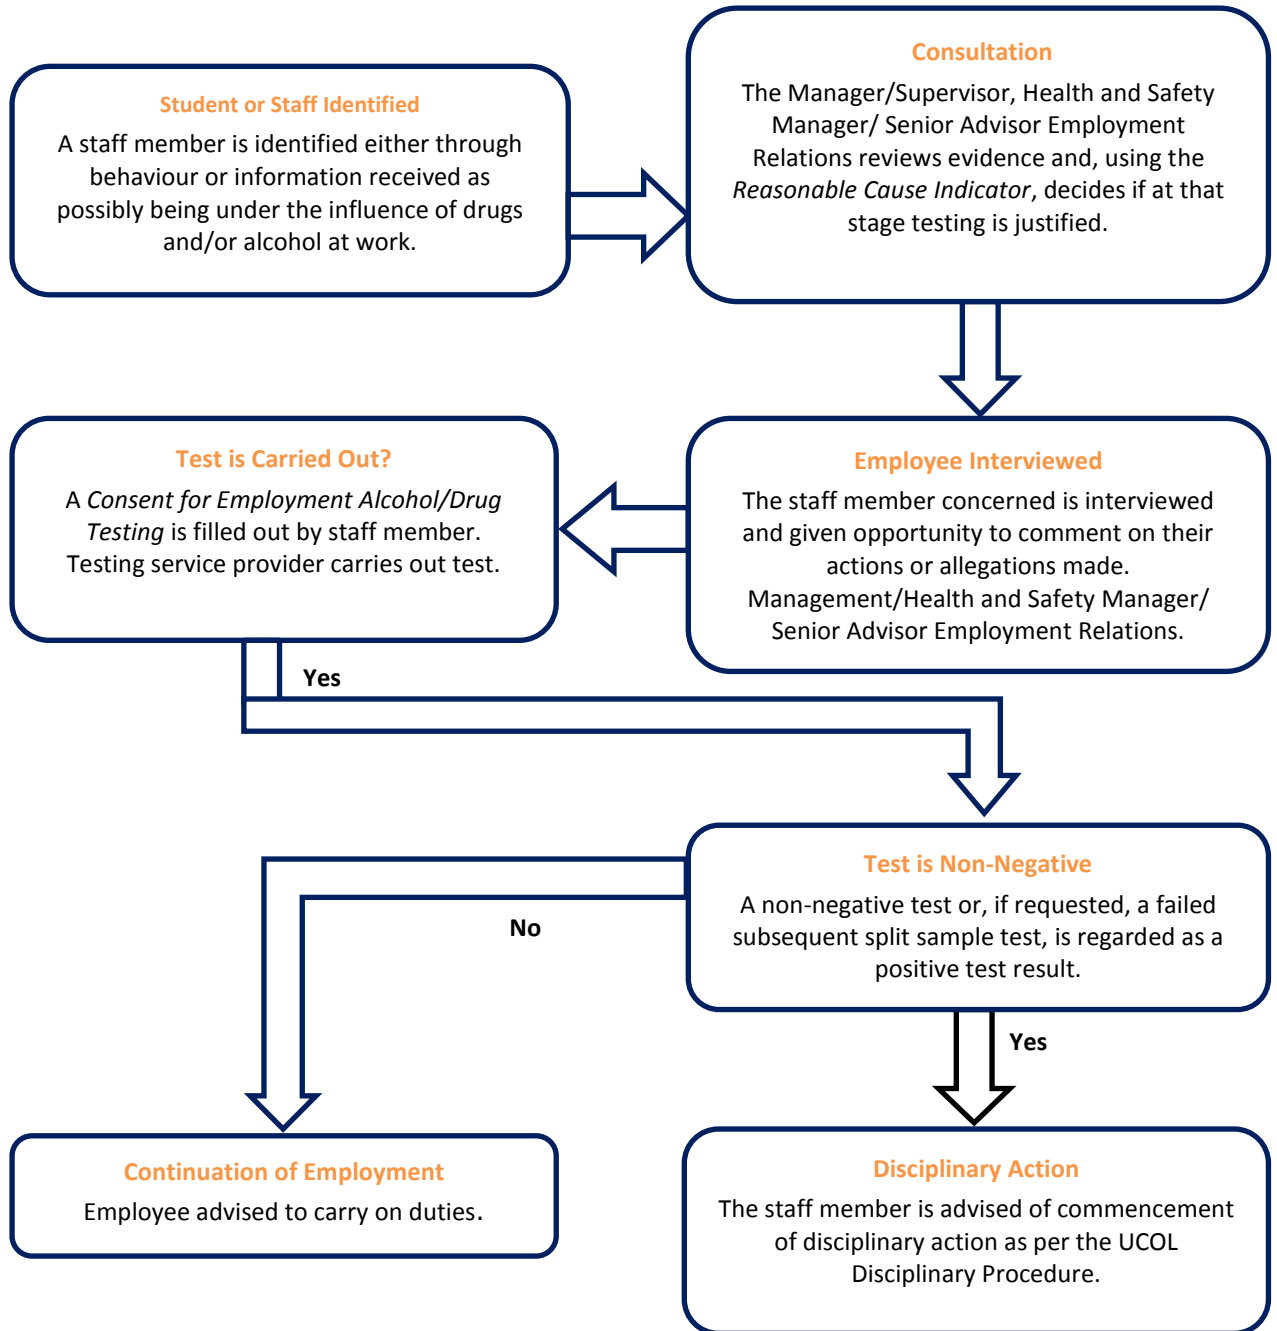 Student or Staff Identified
A staff member is identified either through
behaviour or information received as
possibly being under the influence of drugs
and/or alcohol at work.
Consultation
The Manager/Supervisor, Health and Safety
Manager/ Senior Advisor Employment
Relations reviews evidence and, using the
Reasonable Cause Indicator, decides if at that
stage testing is justified.
Employee Interviewed
The staff member concerned is interviewed
and given opportunity to comment on their
actions or allegations made.
Management/Health and Safety Manager/
Senior Advisor Employment Relations.
Test is Carried Out?
A Consent for Employment Alcohol/Drug
Testing is filled out by staff member.
Testing service provider carries out test.
Yes
Test is Non-Negative
A non-negative test or, if requested, a failed
subsequent split sample test, is regarded as a
positive test result.
No
Yes
Continuation of Employment
Employee advised to carry on duties.
Disciplinary Action
The staff member is advised of commencement
of disciplinary action as per the UCOL
Disciplinary Procedure.